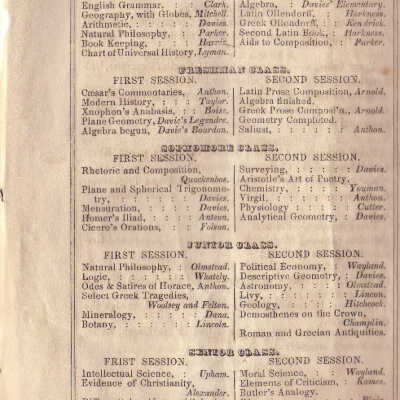 English Grammar. : : Clark.
Geography, with Globes, Mitchell.
Arithmetic, : : : Davies.
Natural Philosophy, : : Parker.
Book Keeping, : : : Harris.
Chart of Universal History, Lyman.
Algebra, : Davies' Elementary.
Latin Ollendorff, : Harkness.
Greek Ollendorff, : Kendrick.
Second Latin Book, : Harkness.
Aids to Composition, : Parker.
FRESHMAN CLASS.
FIRST SESSION.
Cæsar's Commentaries, Anthon.
Modern History, : : Taylor.
Xnophon's Anabasis, : : Boise.
Plane Geometry, Davie's Legendre.
Algebra begun, Davie's Bourdon.
SECOND SESSION.
Latin Prose Composition, Arnold.
Algebra finished.
Greek Prose Compos'n, Arnold.
Geometry Completed.
Salust, : : : : Anthon.
SOPHOMORE CLASS.
FIRST SESSION.
Rhetoric and Composition,
Quackenbos.
Plane and Spherical Trigonome-
try, : : : : : Davies.
Mensuration, : : : Davies.
Homer's Iliad, : : : Antoun.
Cicero's Orations, : : Folsom.
SECOND SESSION.
Surveying, : : : : Davies.
Aristotle's Art of Poetry,
Chemistry, : : : Youman.
Virgil, : : : : : Anthon.
Physiology : : : : Cutler.
Analytical Geometry, : Davies.
JUNIOR CLASS.
FIRST SESSION.
Natural Philosophy, : Olmstead.
Logic, : : : : : Whately.
Odes & Satires of Horace, Anthon
Select Greek Tragedies,
Woolsey and Felton.
Mineralogy, : : : : Dana.
Botany, : : : : : Lincoln.
SECOND SESSION.
Political Economy, : Wayland.
Descriptive Geometry, : Davies.
Astronomy, : : : Olmstead.
Livy, : : : : : Lincon.
Geology, : : : : Hitchcock.
Demosthenes on the Crown,
Champlin.
Roman and Grecian Antiquities.
SENIOR CLASS.
FRIST SESSION.
Intellectual Science, : Upham.
Evidence of Christianity,
Alexander.
SECOND SESSION.
Moral Science, : : Wayland.
Elements of Criticism, : Kames.
Butler's Analogy.